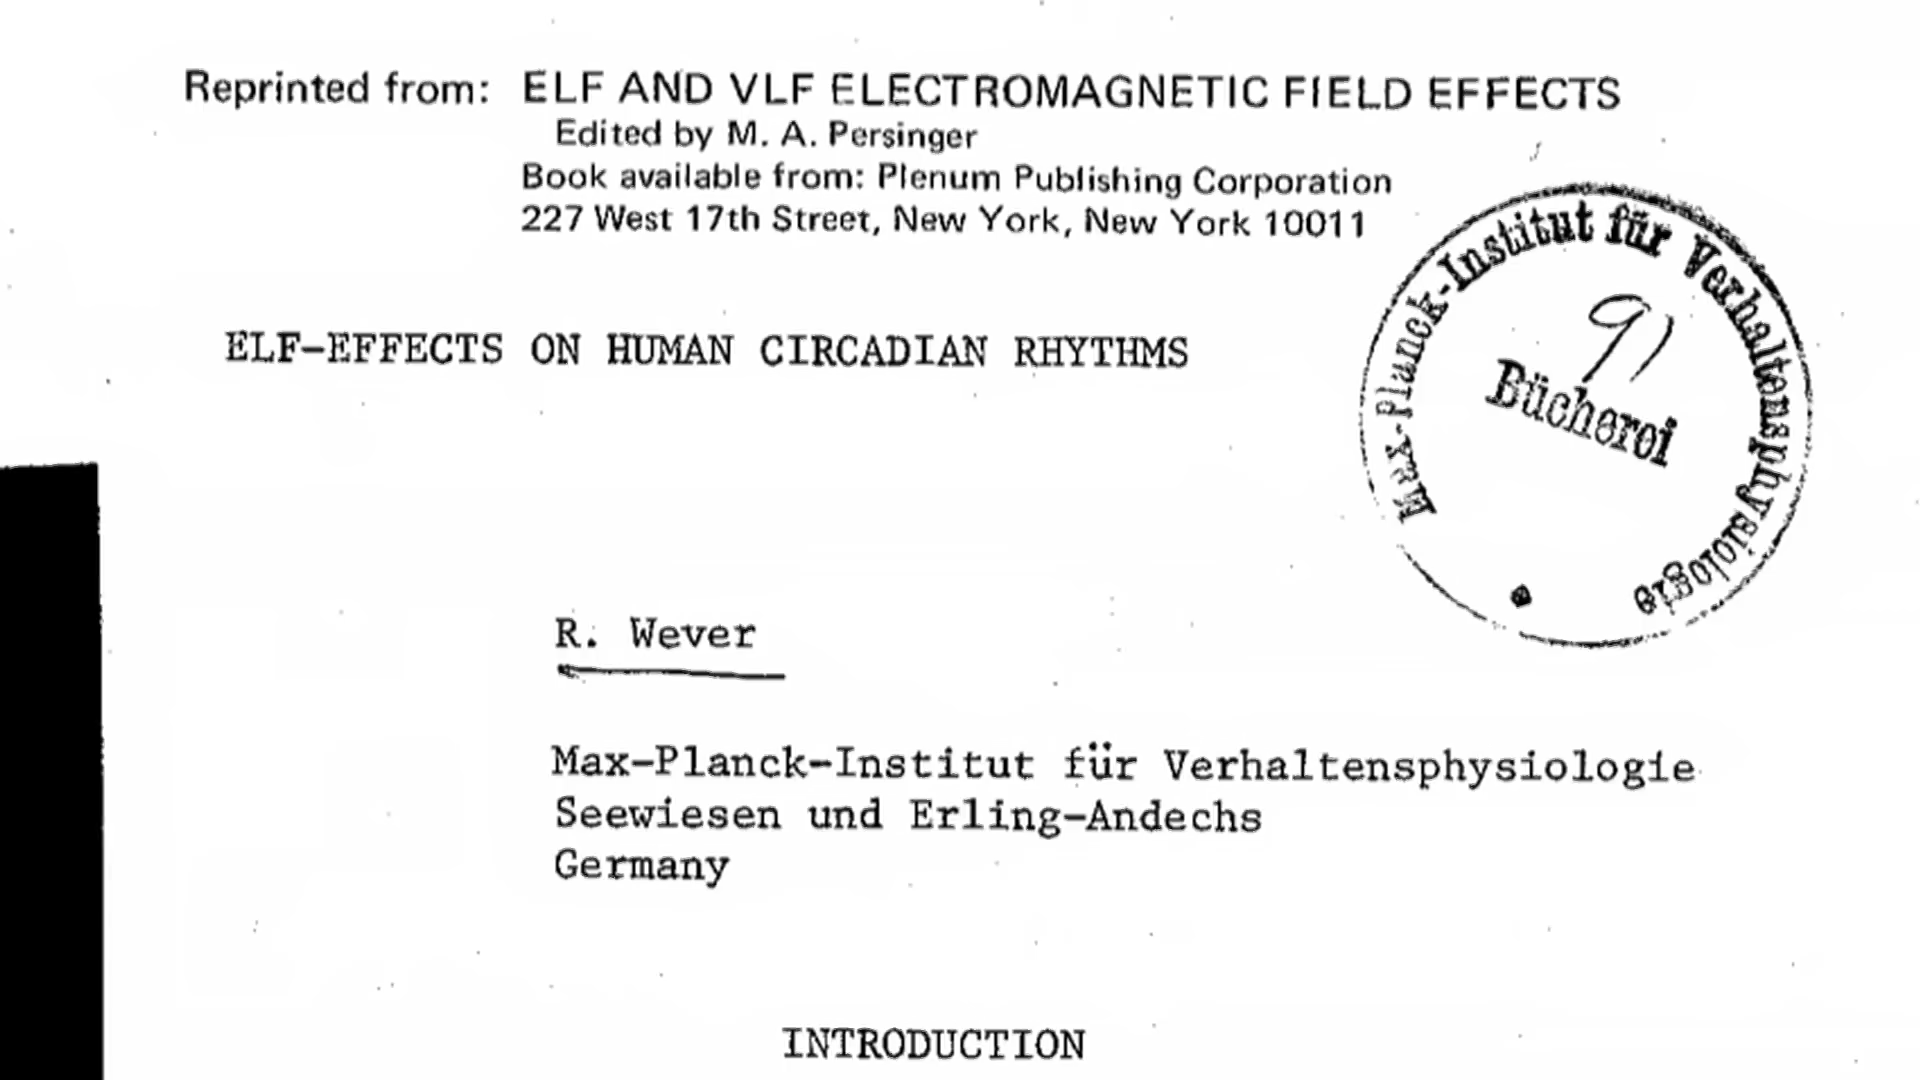 Reprinted from: ELF AND VLF ELECTROMAGNETIC FIELD EFFECTS
Edited by M. A. Persinger
Book available from: Plenum Publishing Corporation
227 West 17th Street, New York, New York 10011
Max-Planck-Institut für Verhaltensphysiologie
91
Bücherei
ELF-EFFECTS ON HUMAN CIRCADIAN RHYTHMS
R. Wever
Max-Planck-Institut für Verhaltensphysiologie
Seewiesen und Erling-Andechs
Germany
INTRODUCTION